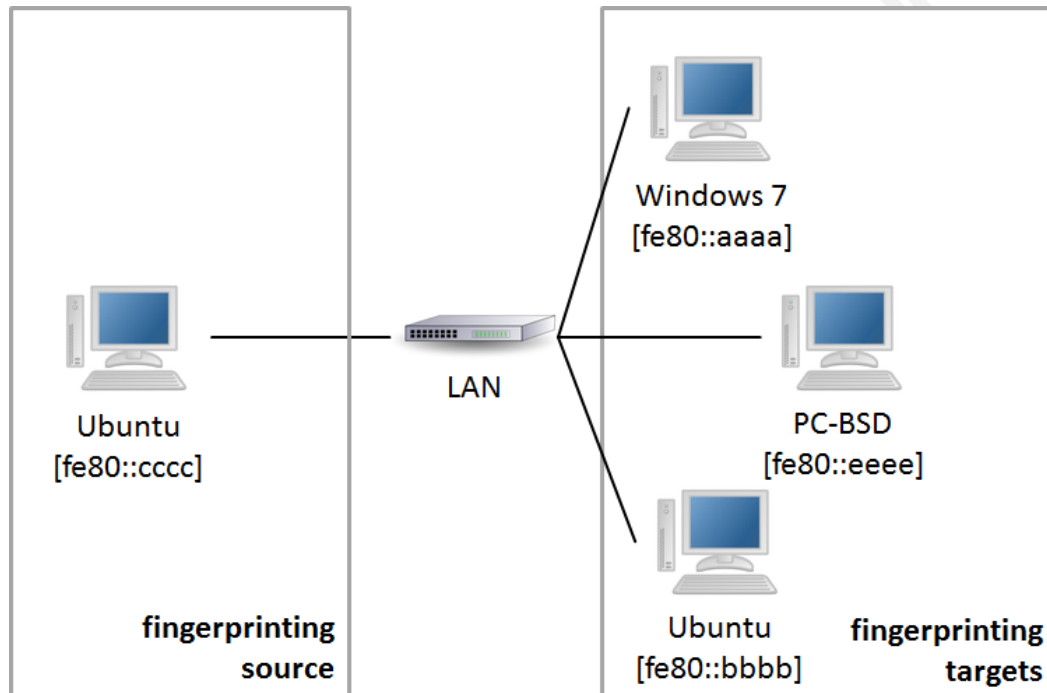 Windows 7
[fe80::aaaa]
Ubuntu
[fe80::cccc]
LAN
PC-BSD
[fe80::eeee]
Ubuntu
[fe80::bbbb]
fingerprinting
source
fingerprinting
targets